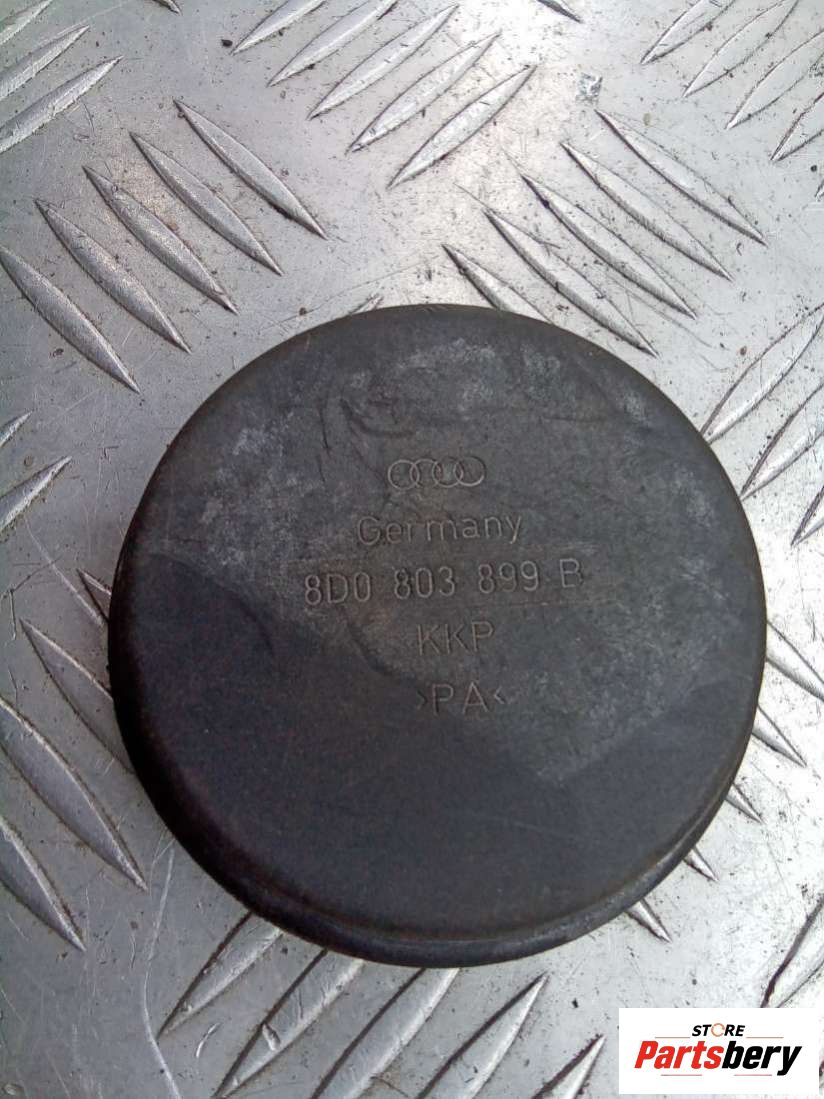 Germany
8D0 803 899 B
KKP
>PA<
STORE
Partsbery